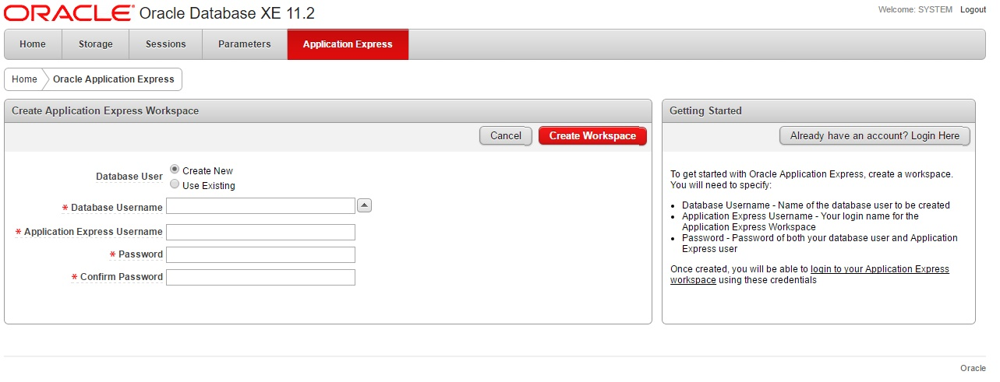 ORACLE® Oracle Database XE 11.2
Welcome: SYSTEM Logout
Home Storage Sessions Parameters Application Express
Home Oracle Application Express
Create Application Express Workspace
Cancel Create Workspace
Database User
Create New
Use Existing
* Database Username
* Application Express Username
* Password
* Confirm Password
Getting Started
Already have an account? Login Here
To get started with Oracle Application Express, create a workspace.
You will need to specify:
• Database Username - Name of the database user to be created
• Application Express Username - Your login name for the
Application Express Workspace
• Password - Password of both your database user and Application
Express user
Once created, you will be able to login to your Application Express
workspace using these credentials
Oracle